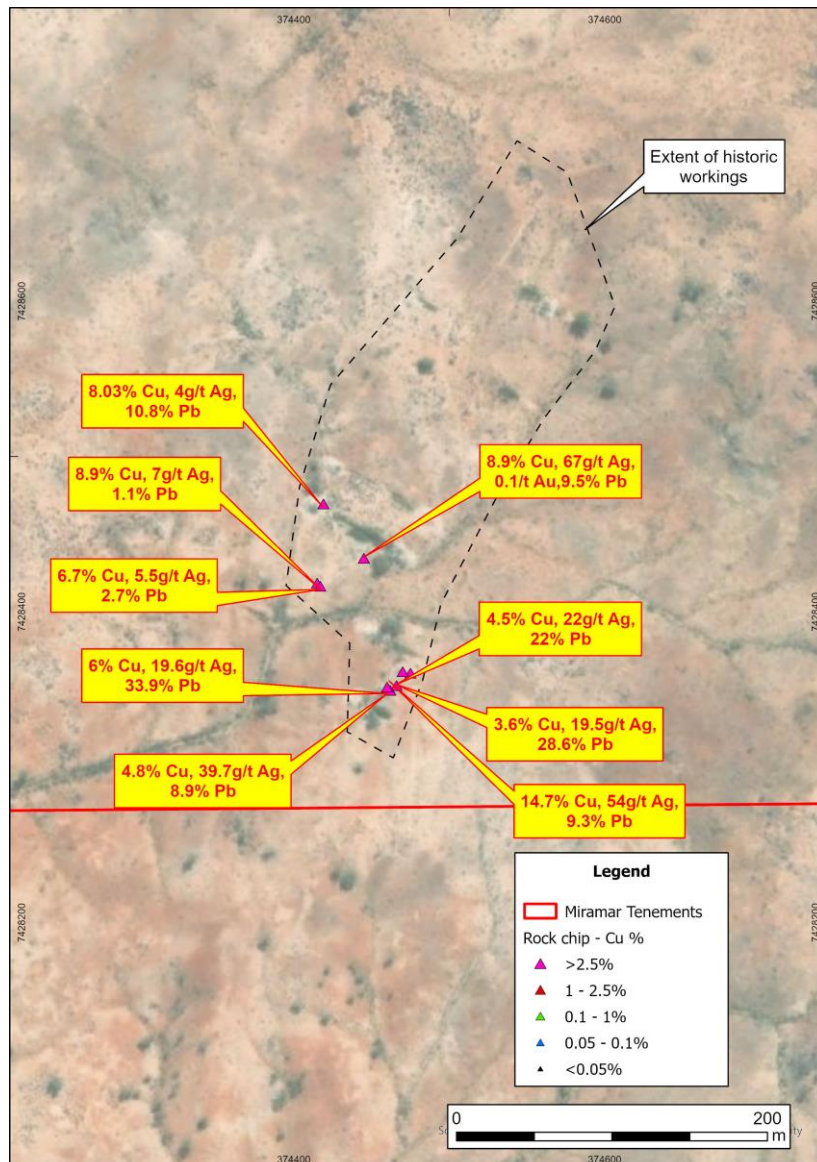 374400
374600
Extent of historic
workings
7428600
7428600
8.03% Cu, 4g/t Ag,
10.8% Pb
8.9% Cu, 67g/t Ag,
0.1/t Au,9.5% Pb
8.9% Cu, 7g/t Ag,
1.1% Pb
6.7% Cu, 5.5g/t Ag,
2.7% Pb
7428400
7428400
4.5% Cu, 22g/t Ag,
22% Pb
6% Cu, 19.6g/t Ag,
33.9% Pb
3.6% Cu, 19.5g/t Ag,
28.6% Pb
4.8% Cu, 39.7g/t Ag,
8.9% Pb
14.7% Cu, 54g/t Ag,
9.3% Pb
Legend
Miramar Tenements
Rock chip - Cu %
>2.5%
1 - 2.5%
0.1 - 1%
0.05 - 0.1%
<0.05%
7428200
7428200
0
200
m
374400
374600